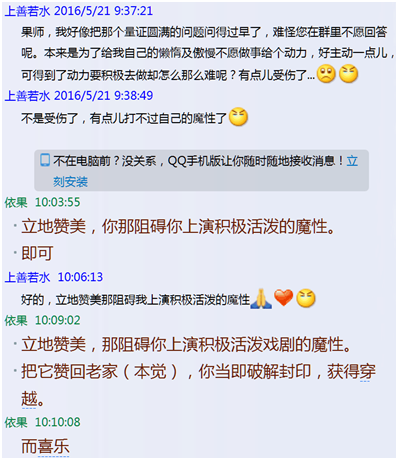 上善若水 2016/5/21 9:37:21
果师，我好像把那个量证圆满的问题问得过早了，难怪您在群里不愿回答
呢。本来是为了给我自己的懒惰及傲慢不愿做事给个动力，好主动一点儿，
可得到了动力要积极去做却怎么那么难呢？有点儿受伤了...
上善若水 2016/5/21 9:38:49
不是受伤了，有点儿打不过自己的魔性了
不在电脑前？没关系，QQ手机版让你随时随地接收消息！立
刻安装
依果 10:03:55
• 立地赞美，你那阻碍你上演积极活泼的魔性。
• 即可
上善若水 10:06:13
好的，立地赞美那阻碍我上演积极活泼的魔性
依果 10:09:02
• 立地赞美，那阻碍你上演积极活泼戏剧的魔性。
• 把它赞回老家（本觉），你当即破解封印，获得穿
越。
依果 10:10:08
而喜乐